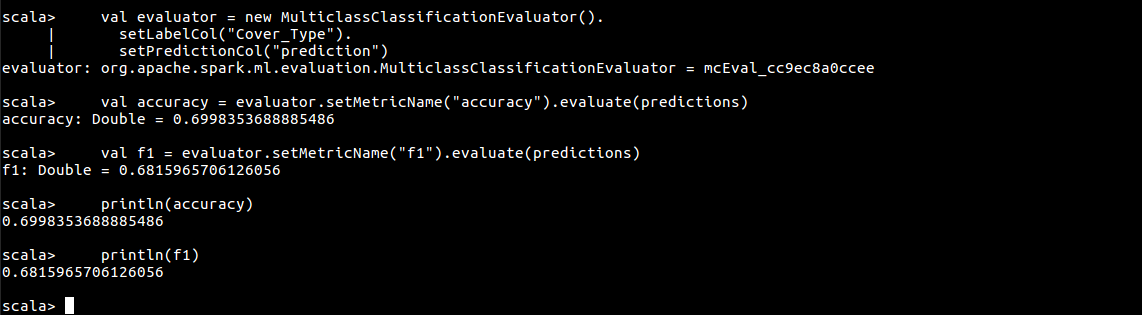 scala>     val evaluator = new MulticlassClassificationEvaluator().
     |       setLabelCol("Cover_Type").
     |       setPredictionCol("prediction")
evaluator: org.apache.spark.ml.evaluation.MulticlassClassificationEvaluator = mcEval_cc9ec8a0ccee
scala>     val accuracy = evaluator.setMetricName("accuracy").evaluate(predictions)
accuracy: Double = 0.6998353688885486
scala>     val f1 = evaluator.setMetricName("f1").evaluate(predictions)
f1: Double = 0.6815965706126056
scala>     println(accuracy)
0.6998353688885486
scala>     println(f1)
0.6815965706126056
scala>